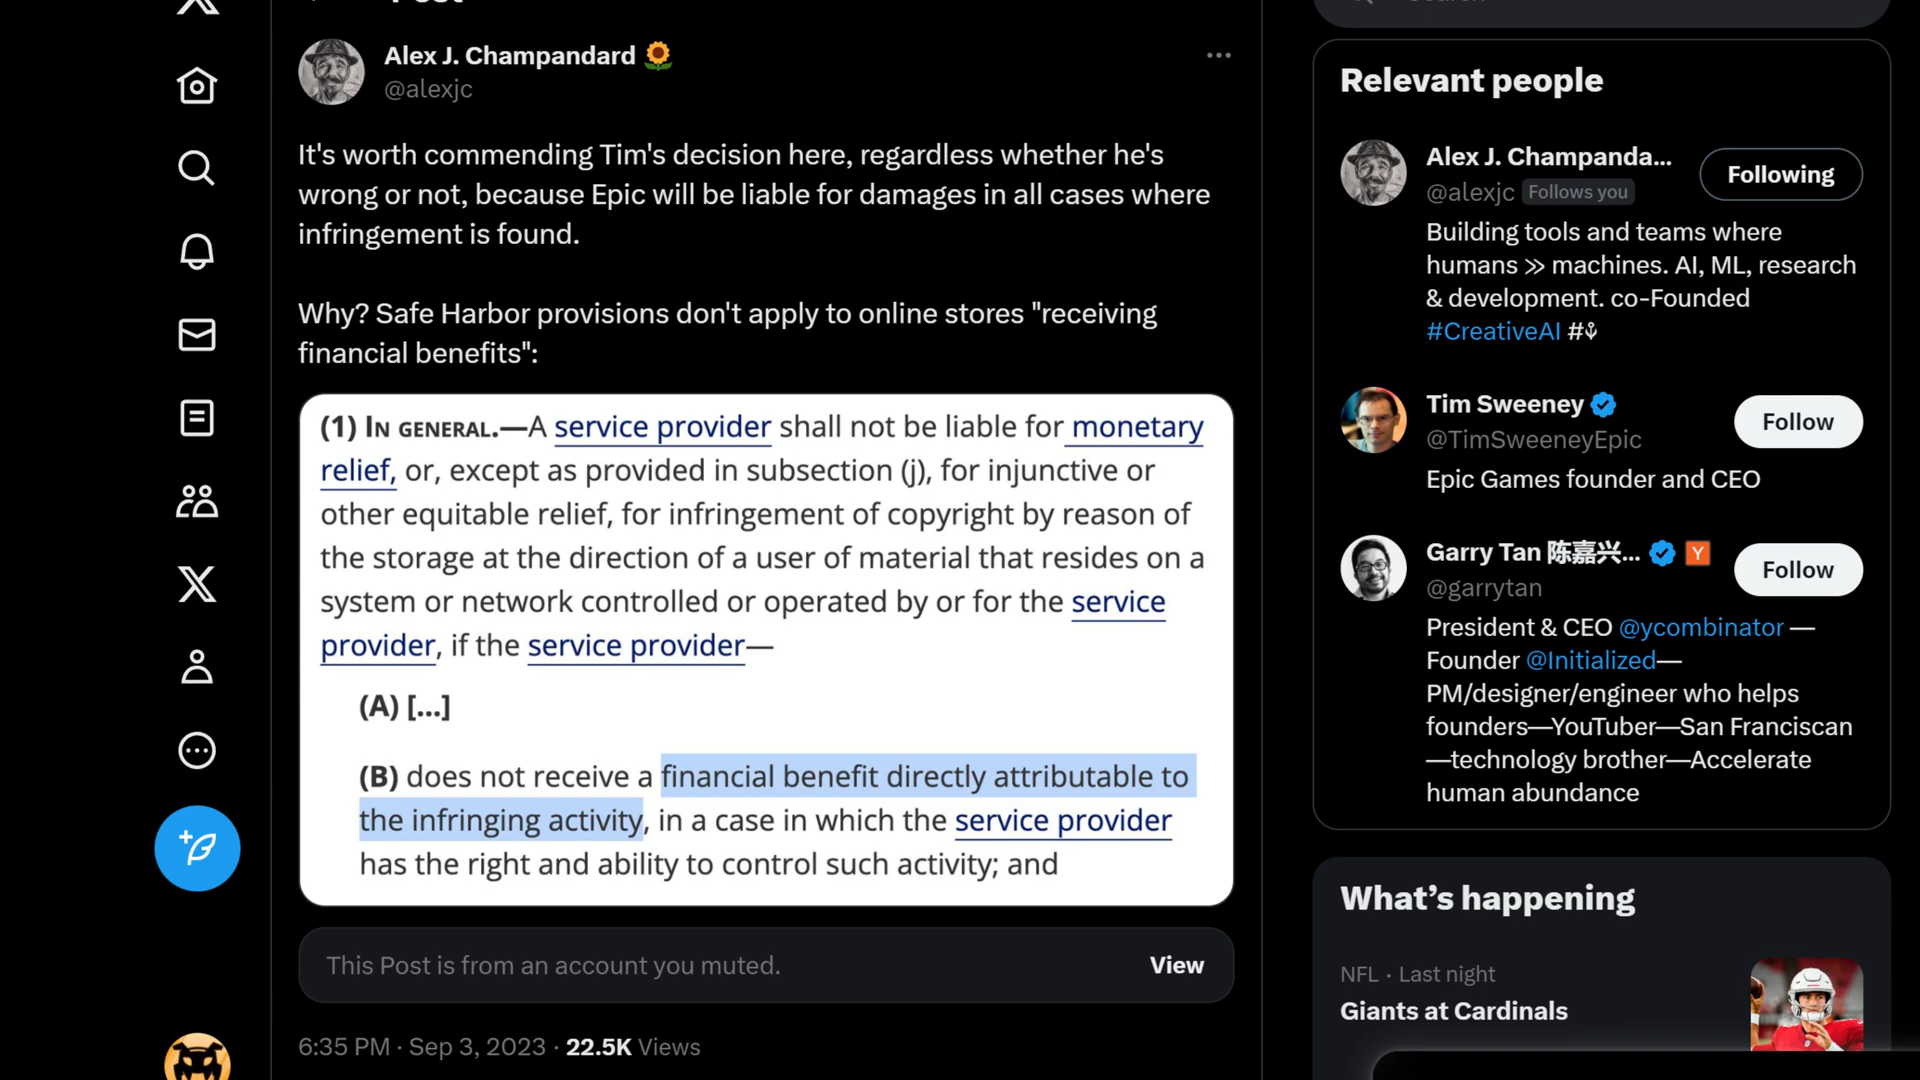 Alex J. Champandard 🌻
@alexjc
It's worth commending Tim's decision here, regardless whether he's
wrong or not, because Epic will be liable for damages in all cases where
infringement is found.
Why? Safe Harbor provisions don't apply to online stores "receiving
financial benefits":
(1) IN GENERAL.—A service provider shall not be liable for monetary
relief, or, except as provided in subsection (j), for injunctive or
other equitable relief, for infringement of copyright by reason of
the storage at the direction of a user of material that resides on a
system or network controlled or operated by or for the service
provider, if the service provider—
(A) [...]
(B) does not receive a financial benefit directly attributable to
the infringing activity, in a case in which the service provider
has the right and ability to control such activity; and
This Post is from an account you muted.
View
6:35 PM · Sep 3, 2023 · 22.5K Views
Relevant people
Alex J. Champanda...
@alexjc Follows you
Following
Building tools and teams where
humans ≫ machines. AI, ML, research
& development. co-Founded
#CreativeAI #⚓
Tim Sweeney
@TimSweeneyEpic
Follow
Epic Games founder and CEO
Garry Tan 陈嘉兴...
@garrytan
Follow
President & CEO @ycombinator —
Founder @Initialized—
PM/designer/engineer who helps
founders—YouTuber—San Franciscan
—technology brother—Accelerate
human abundance
What's happening
NFL · Last night
Giants at Cardinals